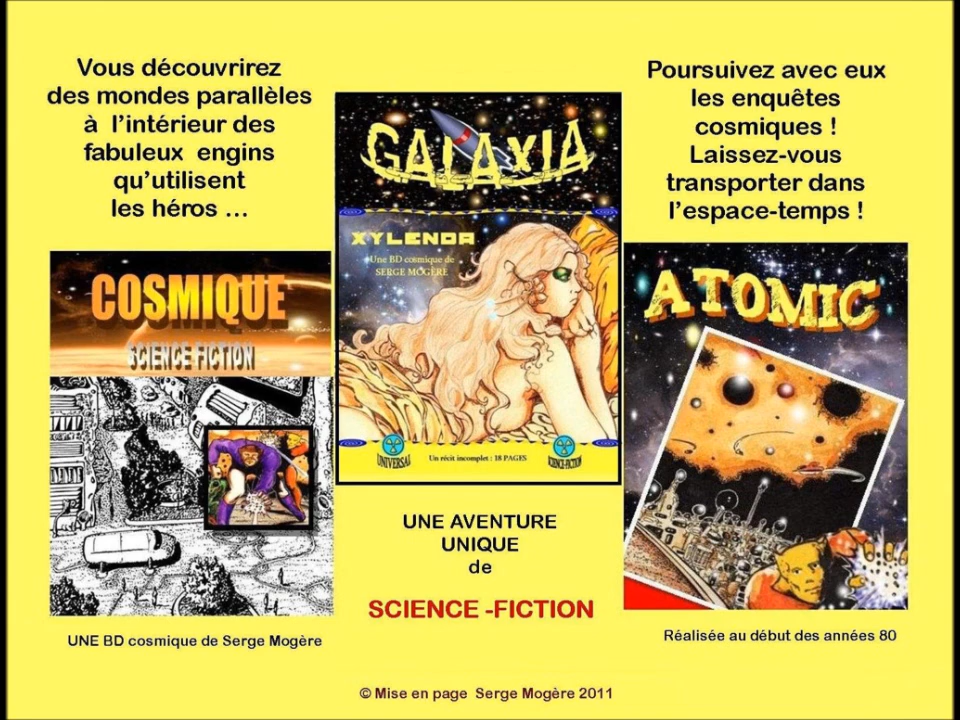 Vous découvrirez
des mondes parallèles
à l’intérieur des
fabuleux engins
qu’utilisent
les héros ...
COSMIQUE
SCIENCE FICTION
UNE BD cosmique de Serge Mogère
GALAXIA
XYLENDA
Une BD cosmique de
SERGE MOGÈRE
UNIVERSAL
Un récit incomplet : 18 PAGES
SCIENCE-FICTION
UNE AVENTURE
UNIQUE
de
SCIENCE -FICTION
Poursuivez avec eux
les enquêtes
cosmiques !
Laissez-vous
transporter dans
l’espace-temps !
ATOMIC
Réalisée au début des années 80
© Mise en page Serge Mogère 2011